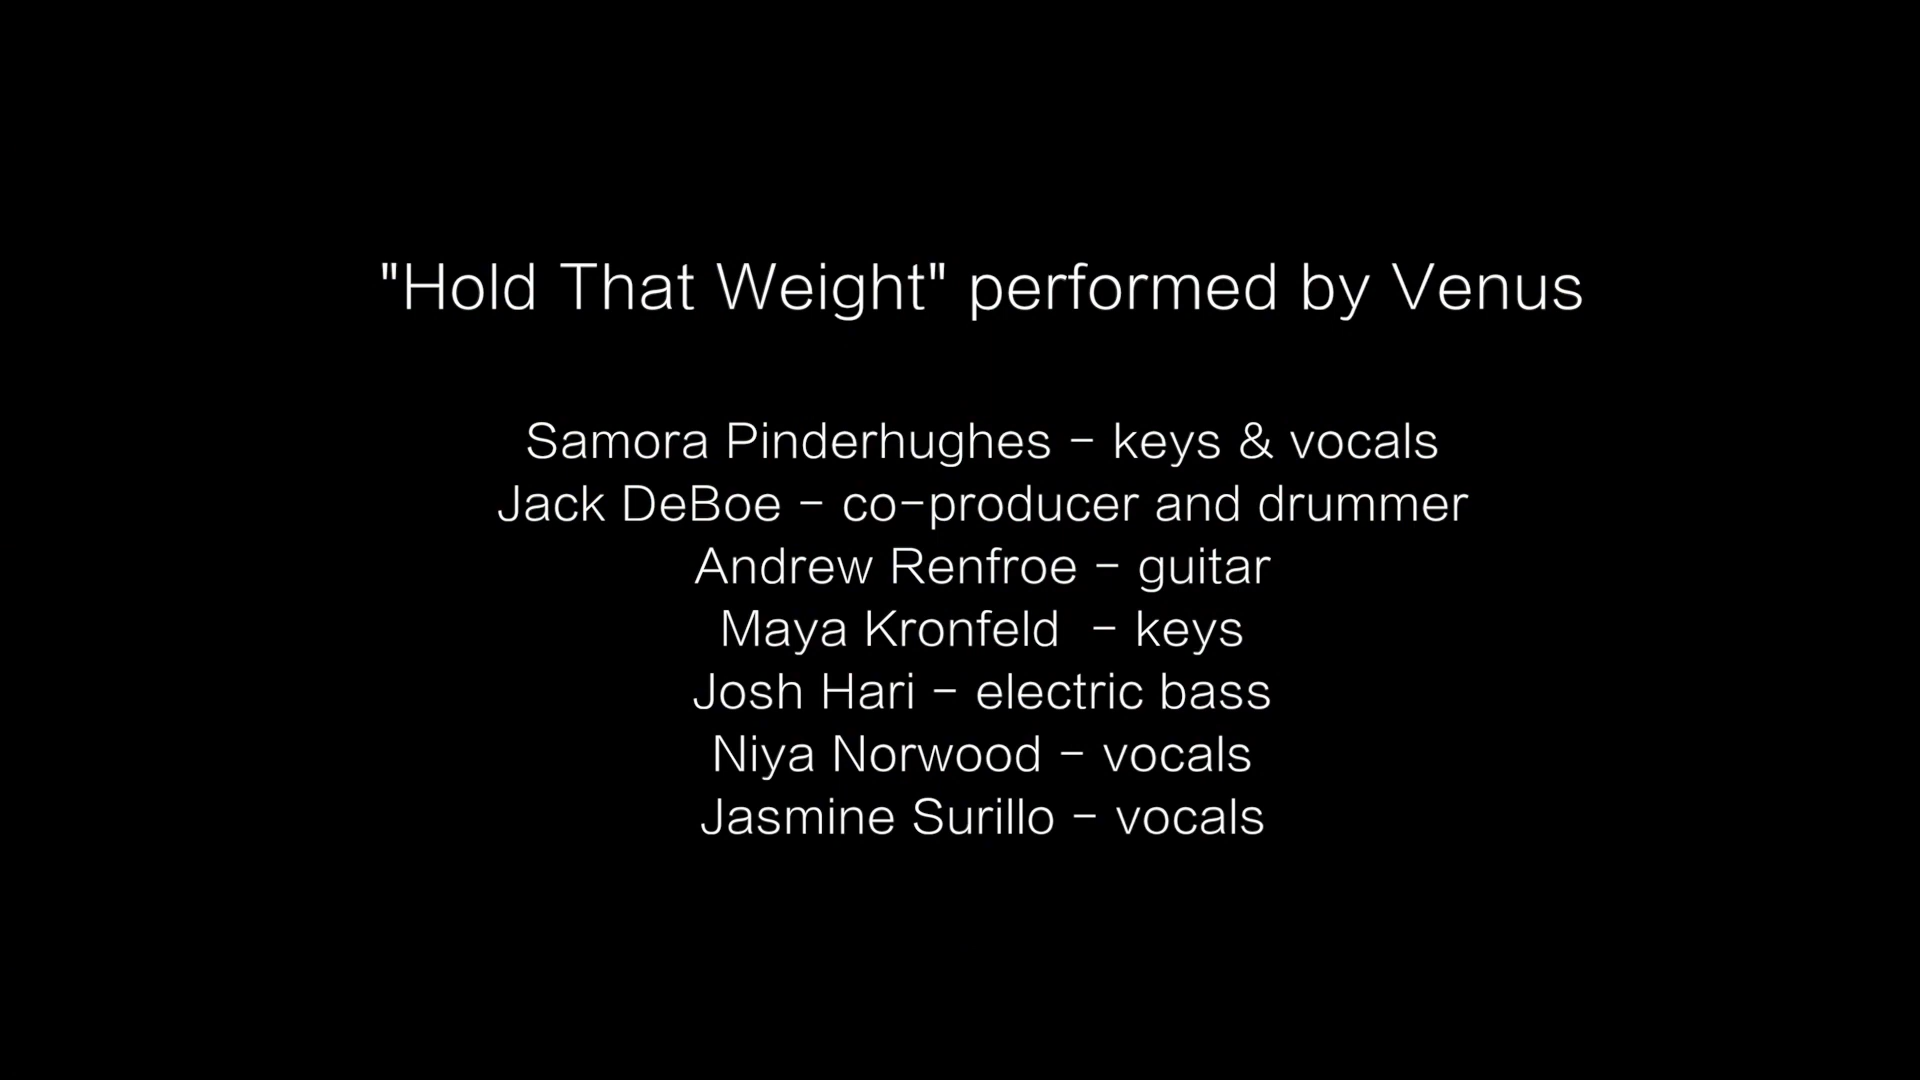 "Hold That Weight" performed by Venus
Samora Pinderhughes - keys & vocals
Jack DeBoe - co-producer and drummer
Andrew Renfroe - guitar
Maya Kronfeld  - keys
Josh Hari - electric bass
Niya Norwood - vocals
Jasmine Surillo - vocals